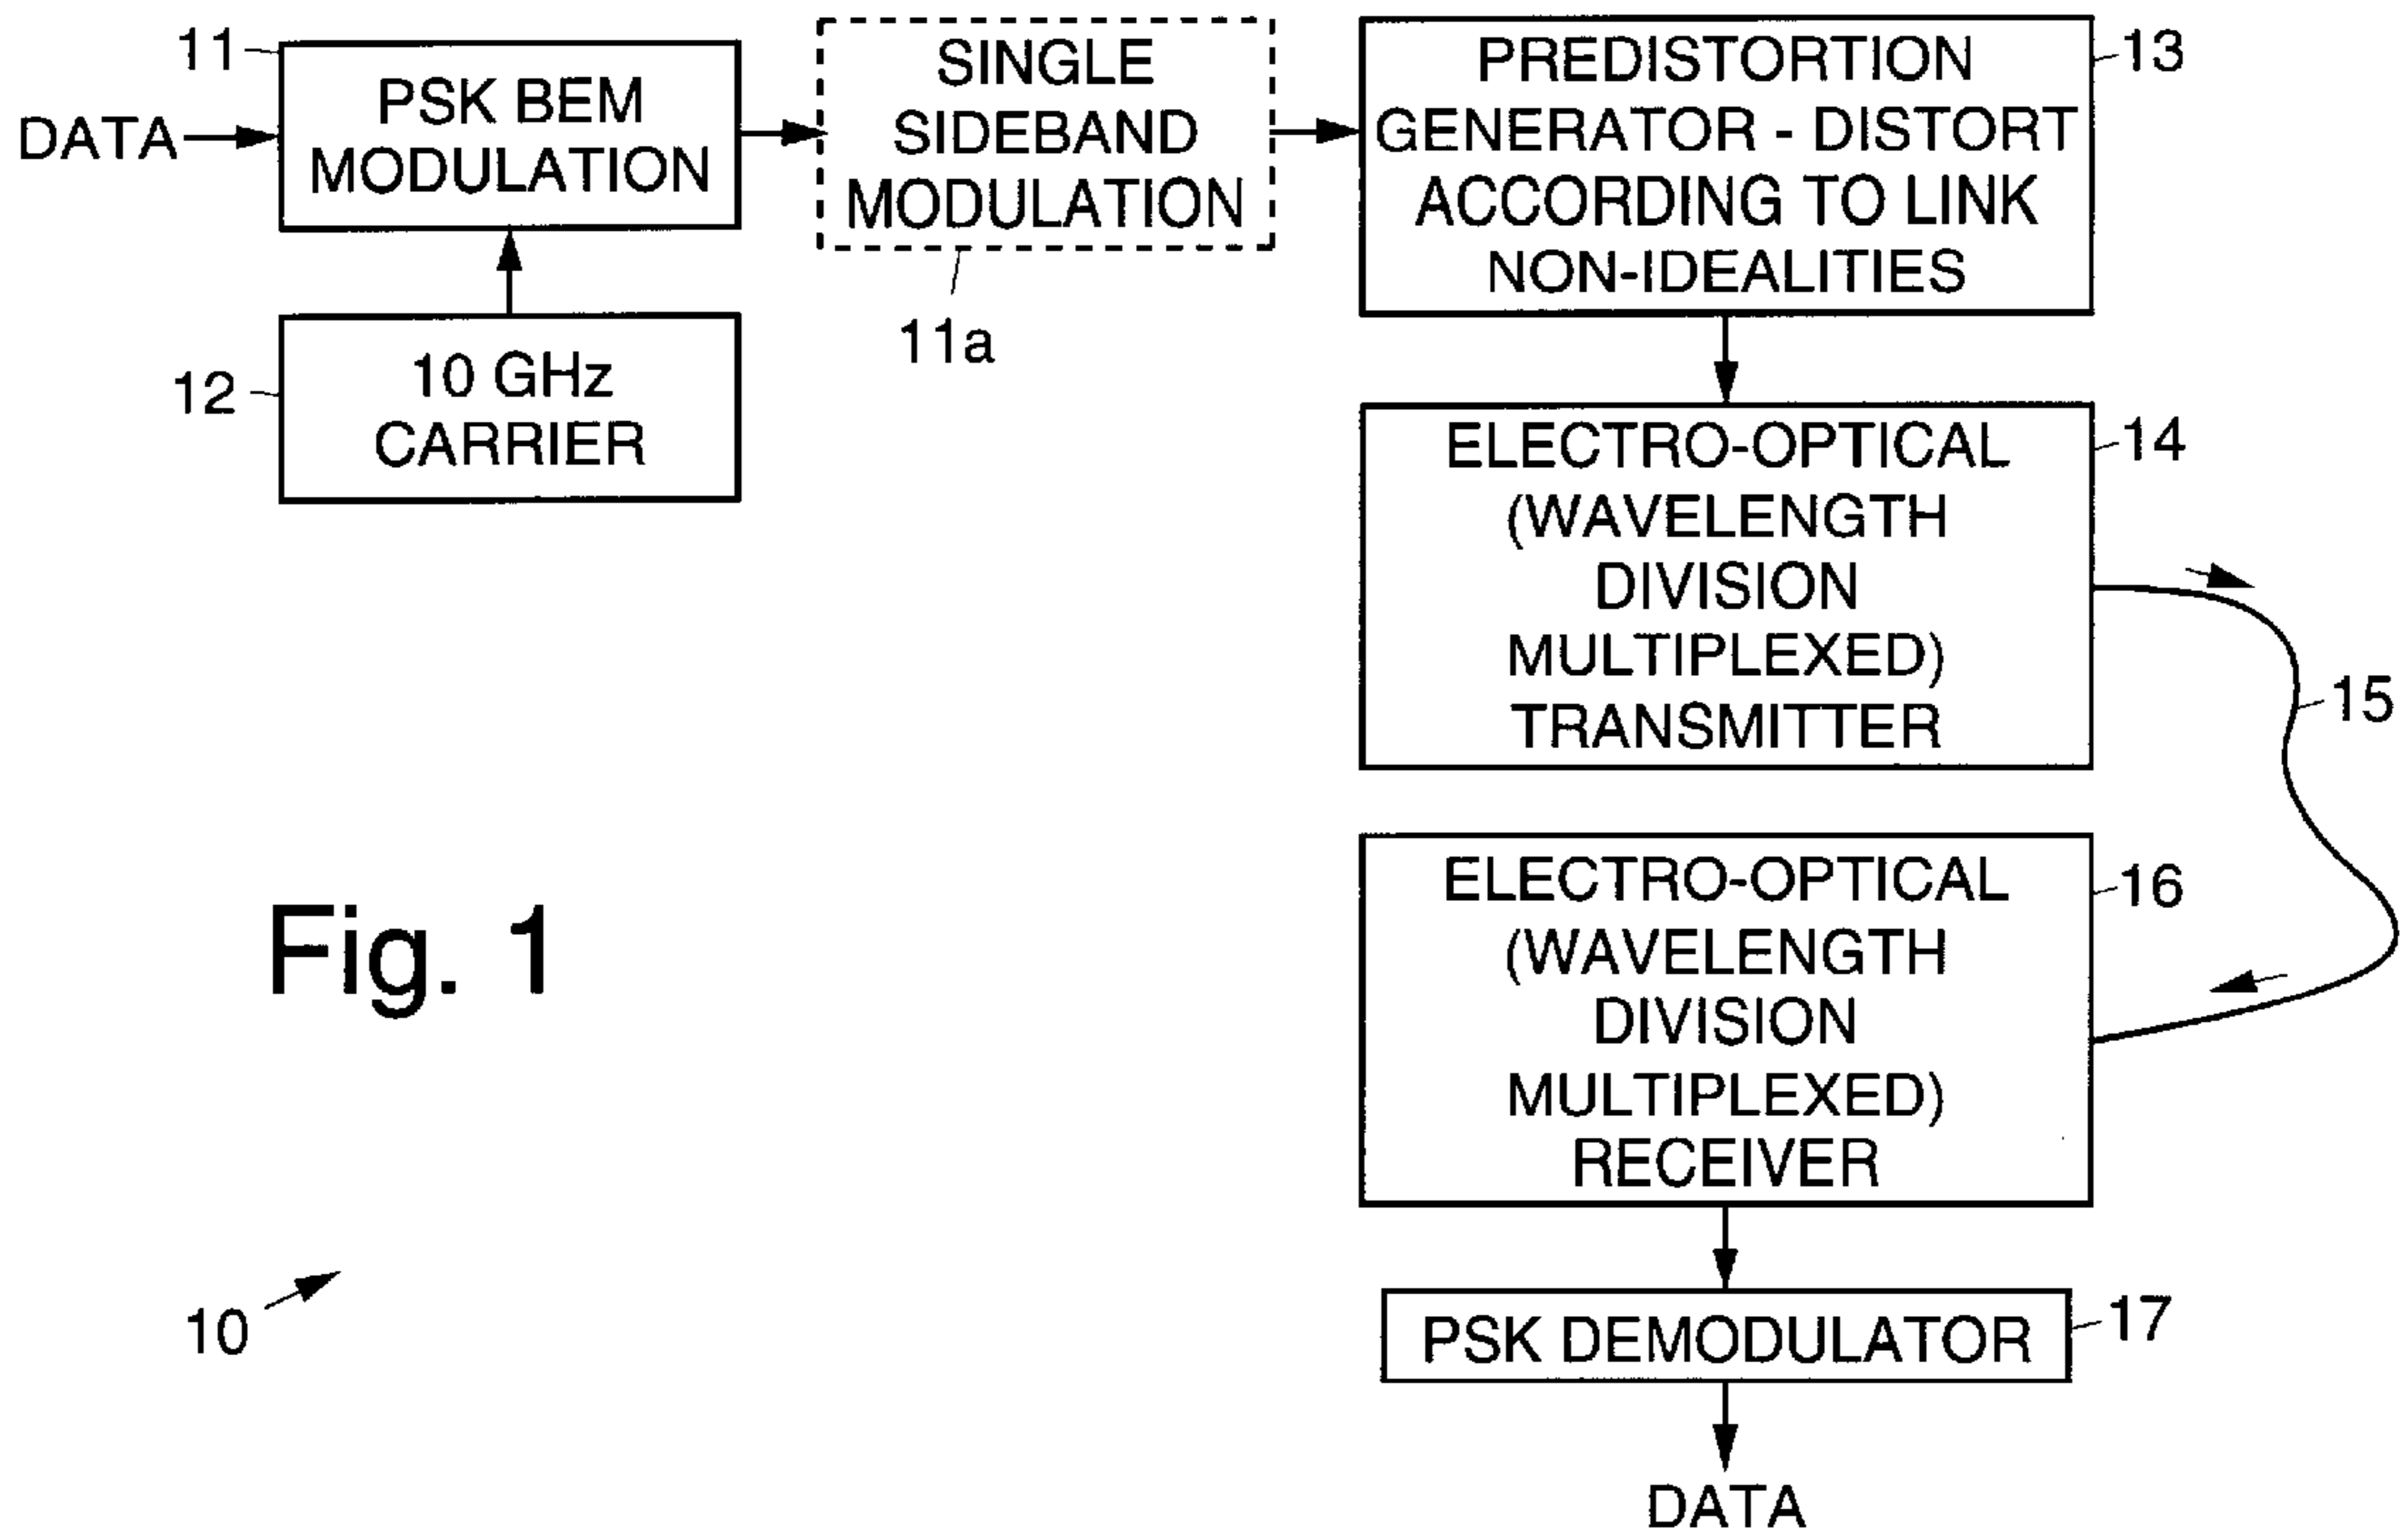 11
DATA
PSK BEM
MODULATION
12
10 GHz
CARRIER
SINGLE
SIDEBAND
MODULATION
11a
13
PREDISTORTION
GENERATOR - DISTORT
ACCORDING TO LINK
NON-IDEALITIES
14
ELECTRO-OPTICAL
(WAVELENGTH
DIVISION
MULTIPLEXED)
TRANSMITTER
15
16
ELECTRO-OPTICAL
(WAVELENGTH
DIVISION
MULTIPLEXED)
RECEIVER
17
PSK DEMODULATOR
DATA
Fig. 1
10